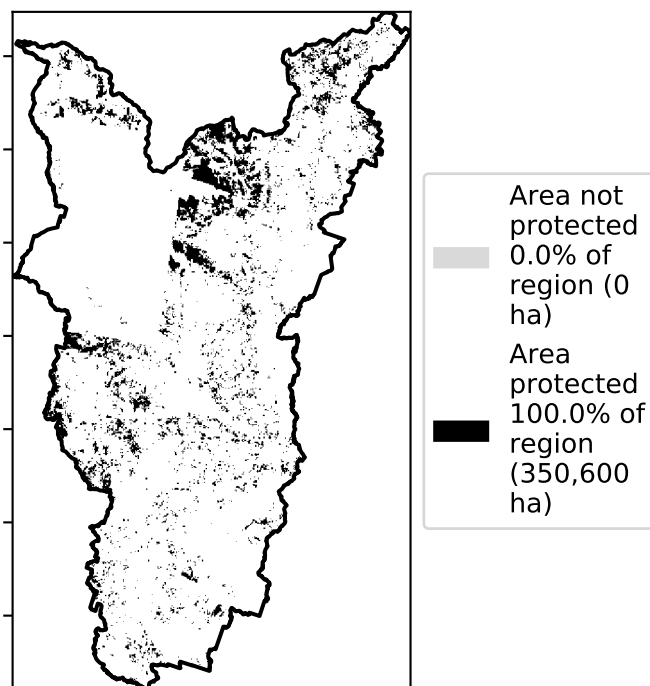 Area not
protected
0.0% of
region (0
ha)
Area
protected
100.0% of
region
(350,600
ha)